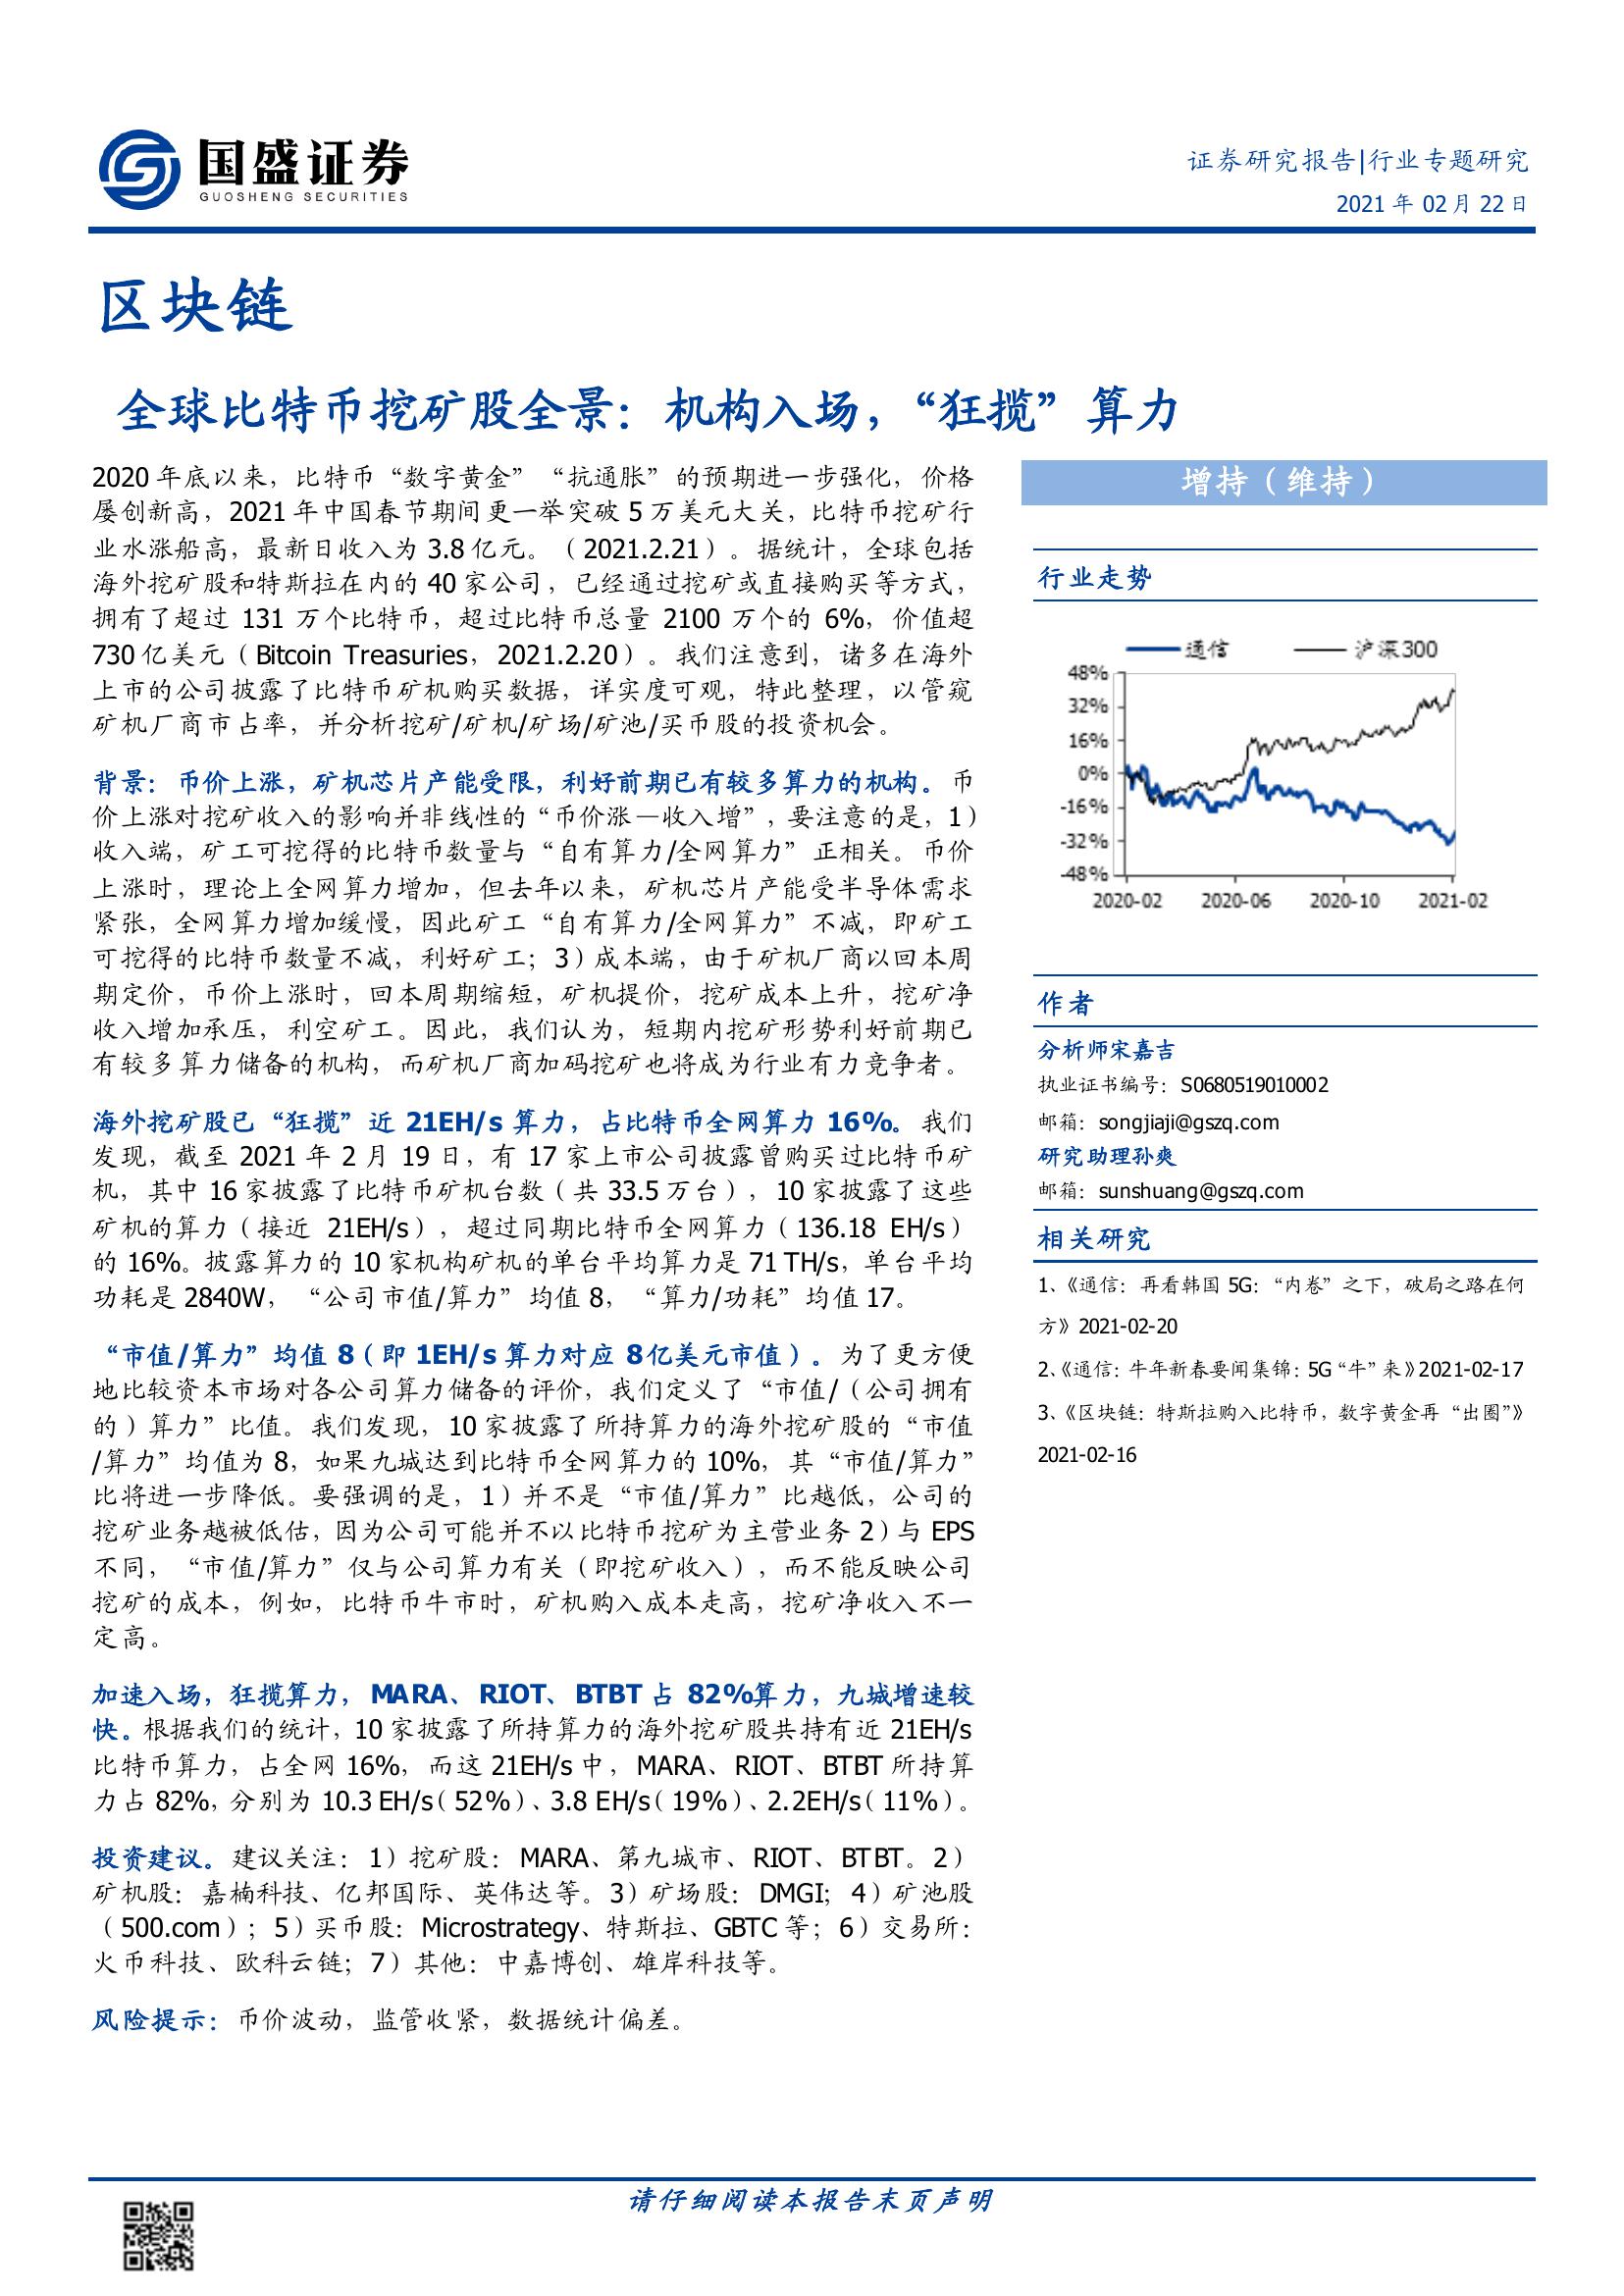 国盛证券
GUOSHENG SECURITIES
证券研究报告|行业专题研究
2021 年 02 月 22 日
区块链
全球比特币挖矿股全景：机构入场，“狂揽”算力
2020 年底以来，比特币“数字黄金”“抗通胀”的预期进一步强化，价格
屡创新高，2021 年中国春节期间更一举突破 5 万美元大关，比特币挖矿行
业水涨船高，最新日收入为 3.8 亿元。（2021.2.21）。据统计，全球包括
海外挖矿股和特斯拉在内的 40 家公司，已经通过挖矿或直接购买等方式，
拥有了超过 131 万个比特币，超过比特币总量 2100 万个的 6%，价值超
730 亿美元（Bitcoin Treasuries，2021.2.20）。我们注意到，诸多在海外
上市的公司披露了比特币矿机购买数据，详实度可观，特此整理，以管窥
矿机厂商市占率，并分析挖矿/矿机/矿场/矿池/买币股的投资机会。
背景：币价上涨，矿机芯片产能受限，利好前期已有较多算力的机构。币
价上涨对挖矿收入的影响并非线性的“币价涨—收入增”，要注意的是，1）
收入端，矿工可挖得的比特币数量与“自有算力/全网算力”正相关。币价
上涨时，理论上全网算力增加，但去年以来，矿机芯片产能受半导体需求
紧张，全网算力增加缓慢，因此矿工“自有算力/全网算力”不减，即矿工
可挖得的比特币数量不减，利好矿工；3）成本端，由于矿机厂商以回本周
期定价，币价上涨时，回本周期缩短，矿机提价，挖矿成本上升，挖矿净
收入增加承压，利空矿工。因此，我们认为，短期内挖矿形势利好前期已
有较多算力储备的机构，而矿机厂商加码挖矿也将成为行业有力竞争者。
海外挖矿股已“狂揽”近 21EH/s 算力，占比特币全网算力 16%。我们
发现，截至 2021 年 2 月 19 日，有 17 家上市公司披露曾购买过比特币矿
机，其中 16 家披露了比特币矿机台数（共 33.5 万台），10 家披露了这些
矿机的算力（接近 21EH/s），超过同期比特币全网算力（136.18 EH/s）
的 16%。披露算力的 10 家机构矿机的单台平均算力是 71 TH/s，单台平均
功耗是 2840W，“公司市值/算力”均值 8，“算力/功耗”均值 17。
“市值/算力”均值 8（即 1EH/s 算力对应 8亿美元市值）。为了更方便
地比较资本市场对各公司算力储备的评价，我们定义了“市值/（公司拥有
的）算力”比值。我们发现，10 家披露了所持算力的海外挖矿股的“市值
/算力”均值为 8，如果九城达到比特币全网算力的 10%，其“市值/算力”
比将进一步降低。要强调的是，1）并不是“市值/算力”比越低，公司的
挖矿业务越被低估，因为公司可能并不以比特币挖矿为主营业务 2）与 EPS
不同，“市值/算力”仅与公司算力有关（即挖矿收入），而不能反映公司
挖矿的成本，例如，比特币牛市时，矿机购入成本走高，挖矿净收入不一
定高。
加速入场，狂揽算力，MARA、RIOT、BTBT 占 82%算力，九城增速较
快。根据我们的统计，10 家披露了所持算力的海外挖矿股共持有近 21EH/s
比特币算力，占全网 16%，而这 21EH/s 中，MARA、RIOT、BTBT 所持算
力占 82%，分别为 10.3 EH/s（52%）、3.8 EH/s（19%）、2.2EH/s（11%）。
投资建议。建议关注：1）挖矿股：MARA、第九城市、RIOT、BTBT。2）
矿机股：嘉楠科技、亿邦国际、英伟达等。3）矿场股：DMGI；4）矿池股
（500.com）；5）买币股：Microstrategy、特斯拉、GBTC 等；6）交易所：
火币科技、欧科云链；7）其他：中嘉博创、雄岸科技等。
风险提示：币价波动，监管收紧，数据统计偏差。
增持（维持）
行业走势
通信 沪深300
48%
32%
16%
0%
-16%
-32%
-48%
2020-02 2020-06 2020-10 2021-02
作者
分析师宋嘉吉
执业证书编号：S0680519010002
邮箱：songjiaji@gszq.com
研究助理孙爽
邮箱：sunshuang@gszq.com
相关研究
1、《通信：再看韩国 5G：“内卷”之下，破局之路在何
方》2021-02-20
2、《通信：牛年新春要闻集锦：5G“牛”来》2021-02-17
3、《区块链：特斯拉购入比特币，数字黄金再“出圈”》
2021-02-16
请仔细阅读本报告末页声明